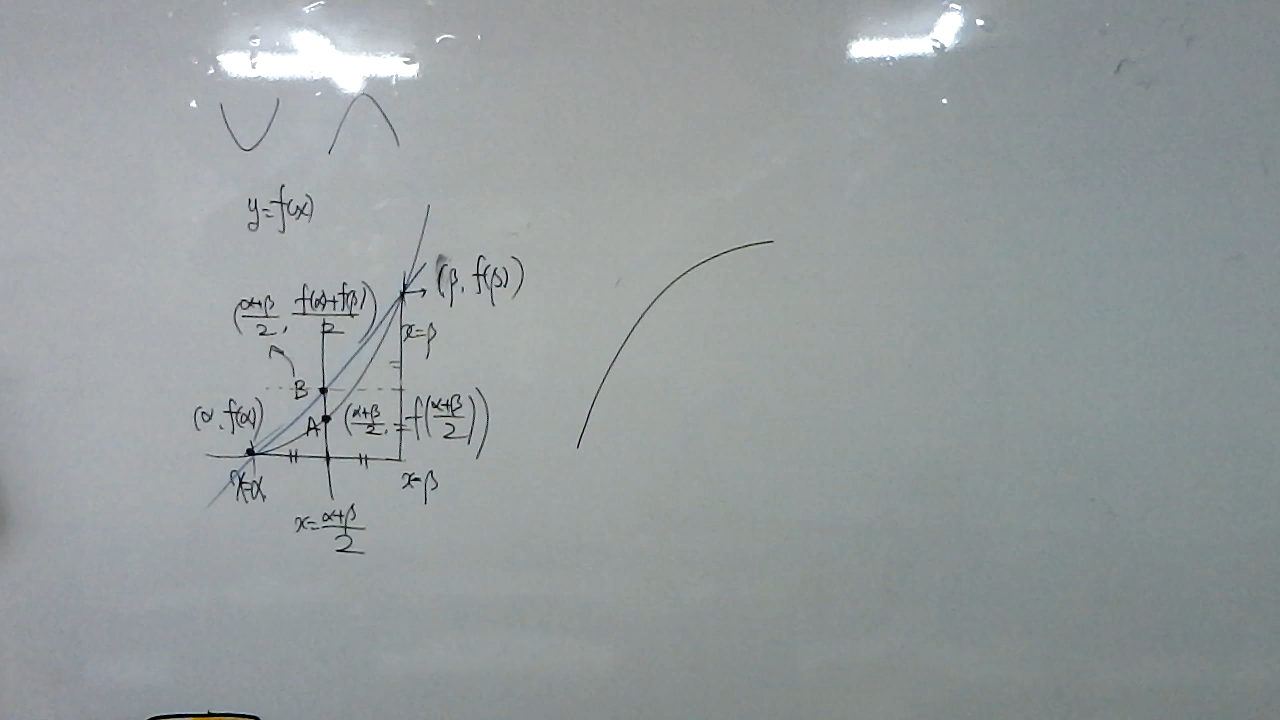 y=f(x)
(β, f(β))
((α+β)/2, (f(α)+f(β))/2)
x=β
B
(α, f(α))
A
((α+β)/2, f((α+β)/2))
x=α
x=β
x=(α+β)/2